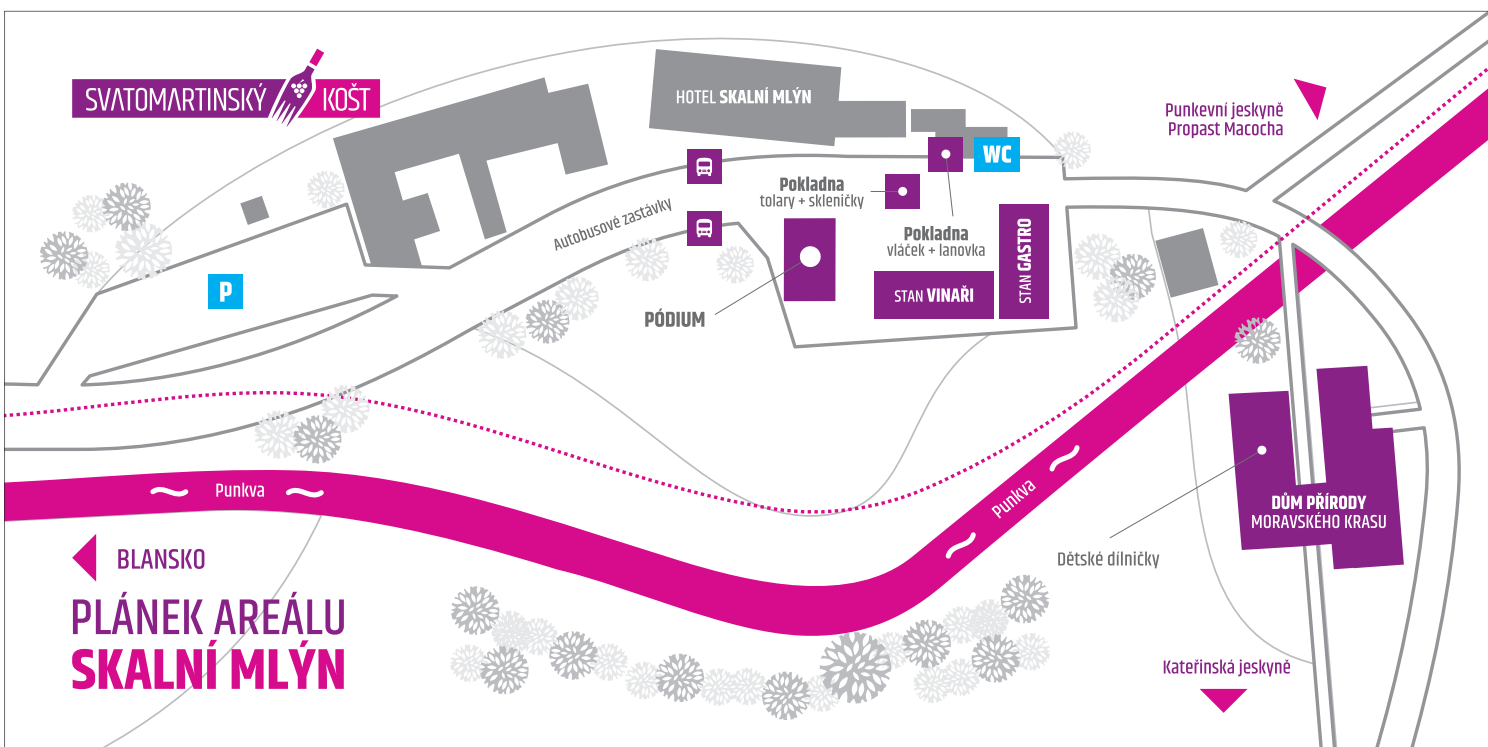 SVATOMARTINSKÝ KOŠT
HOTEL SKALNÍ MLÝN
Punkevní jeskyně
Propast Macocha
WC
Pokladna
tolary + skleničky
Autobusové zastávky
Pokladna
vláček + lanovka
STAN GASTRO
P
STAN VINAŘI
PÓDIUM
Punkva
Punkva
DŮM PŘÍRODY
MORAVSKÉHO KRASU
Dětské dílničky
BLANSKO
PLÁNEK AREÁLU
SKALNÍ MLÝN
Kateřinská jeskyně